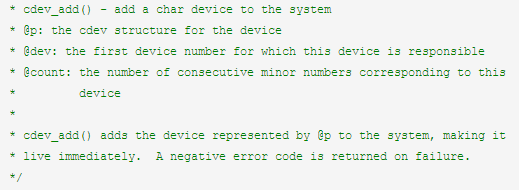 * cdev_add() - add a char device to the system
* @p: the cdev structure for the device
* @dev: the first device number for which this device is responsible
* @count: the number of consecutive minor numbers corresponding to this
*         device
*
* cdev_add() adds the device represented by @p to the system, making it
* live immediately.  A negative error code is returned on failure.
*/